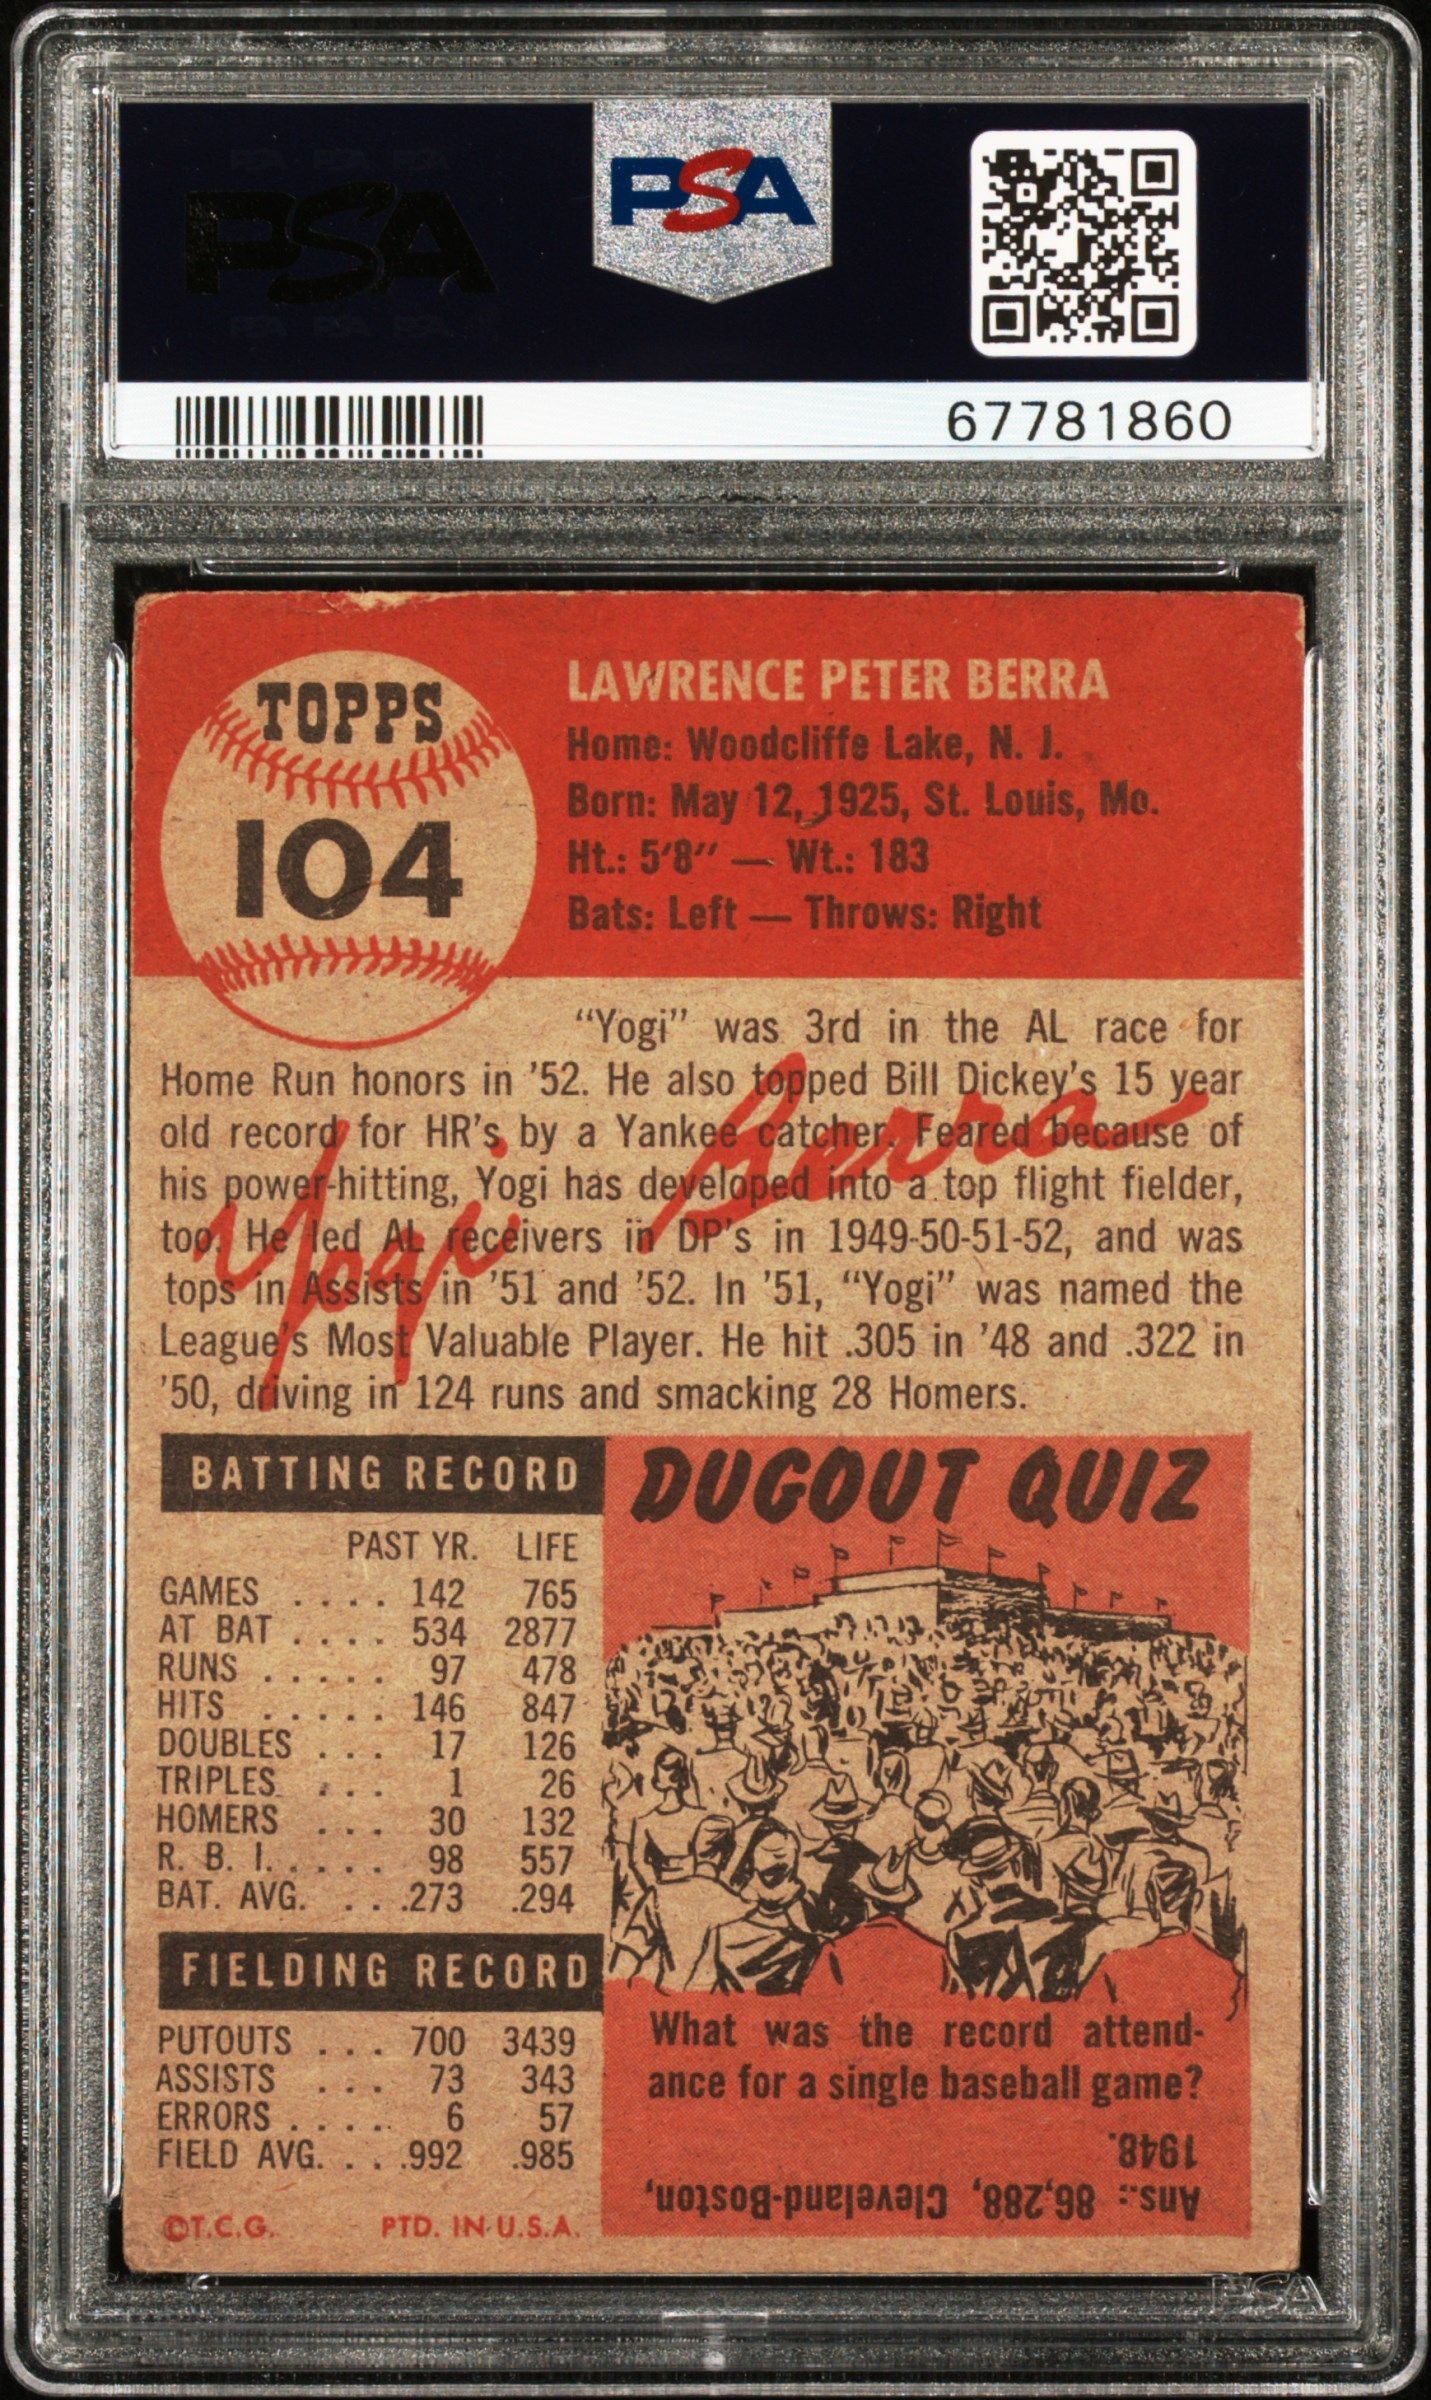 PSA
PSA
67781860
TOPPS
104
LAWRENCE PETER BERRA
Home: Woodcliffe Lake, N. J.
Born: May 12, 1925, St. Louis, Mo.
Ht.: 5'8'' — Wt.: 183
Bats: Left — Throws: Right
"Yogi" was 3rd in the AL race for
Home Run honors in '52. He also topped Bill Dickey's 15 year
old record for HR's by a Yankee catcher. Feared because of
his power-hitting, Yogi has developed into a top flight fielder,
too. He led AL receivers in DP's in 1949-50-51-52, and was
tops in Assists in '51 and '52. In '51, "Yogi" was named the
League's Most Valuable Player. He hit .305 in '48 and .322 in
'50, driving in 124 runs and smacking 28 Homers.
Yogi Berra
BATTING RECORD
PAST YR. LIFE
GAMES .... 142 765
AT BAT .... 534 2877
RUNS ..... 97 478
HITS ..... 146 847
DOUBLES ... 17 126
TRIPLES ... 1 26
HOMERS ... 30 132
R. B. I. .... 98 557
BAT. AVG. ... .273 .294
FIELDING RECORD
PUTOUTS ... 700 3439
ASSISTS ... 73 343
ERRORS .... 6 57
FIELD AVG. ... .992 .985
©T.C.G. PTD. IN U.S.A.
DUGOUT QUIZ
What was the record attend-
ance for a single baseball game?
Ans.: 86,288, Cleveland-Boston,
1948.
PSA